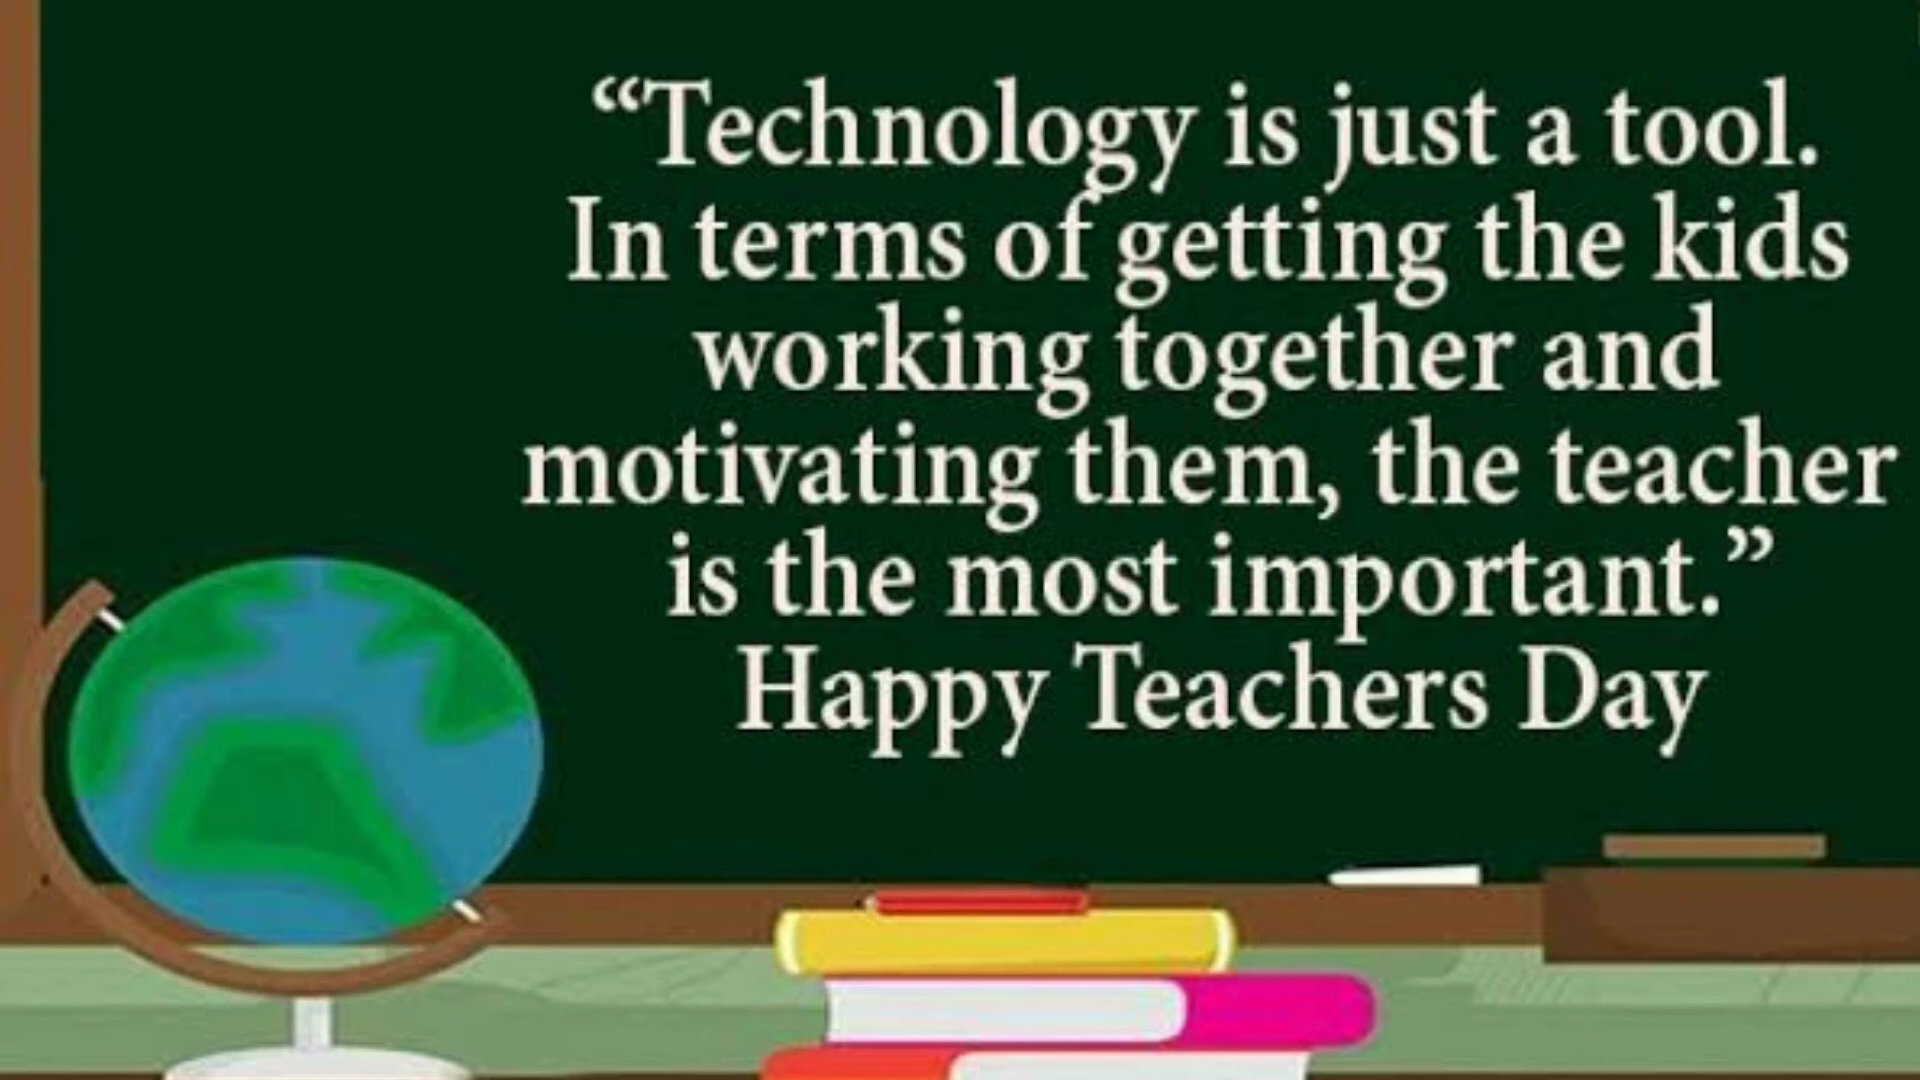 “Technology is just a tool.
In terms of getting the kids
working together and
motivating them, the teacher
is the most important.”
Happy Teachers Day